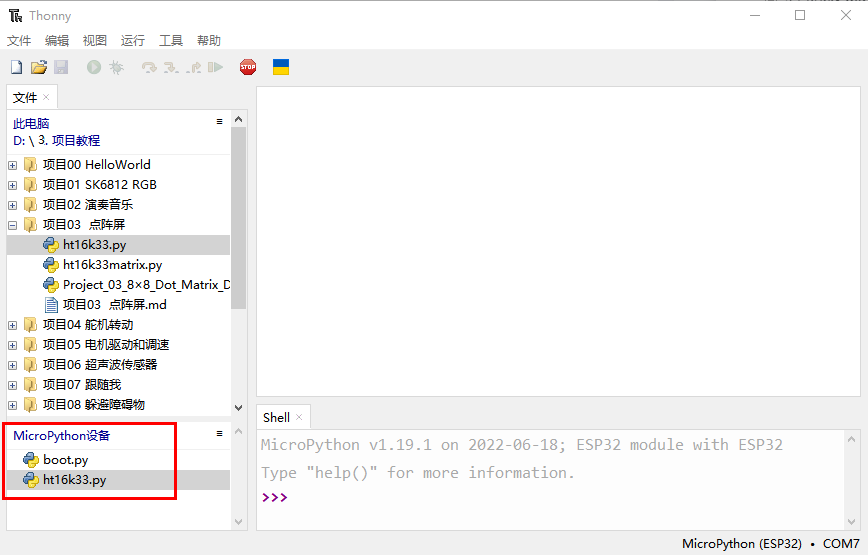 Thonny
文件 编辑 视图 运行 工具 帮助
STOP
文件
此电脑
D: \ 3. 项目教程
项目00 HelloWorld
项目01 SK6812 RGB
项目02 演奏音乐
项目03 点阵屏
ht16k33.py
ht16k33matrix.py
Project_03_8×8_Dot_Matrix_D
项目03 点阵屏.md
项目04 舵机转动
项目05 电机驱动和调速
项目06 超声波传感器
项目07 跟随我
项目08 躲避障碍物
MicroPython设备
boot.py
ht16k33.py
Shell
MicroPython v1.19.1 on 2022-06-18; ESP32 module with ESP32
Type "help()" for more information.
>>>
MicroPython (ESP32) • COM7